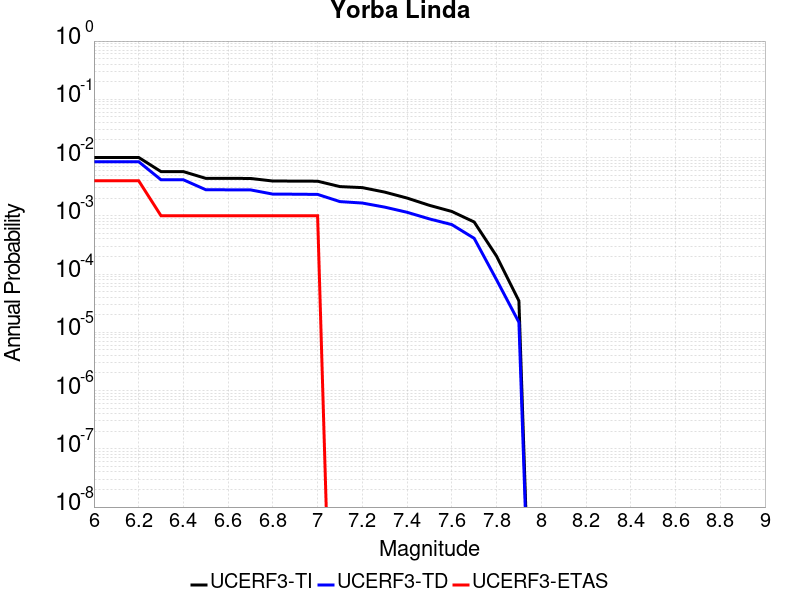 Yorba Linda
10^0
10^-1
10^-2
10^-3
10^-4
10^-5
10^-6
10^-7
10^-8
Annual Probability
6 6.2 6.4 6.6 6.8 7 7.2 7.4 7.6 7.8 8 8.2 8.4 8.6 8.8 9
Magnitude
UCERF3-TI UCERF3-TD UCERF3-ETAS